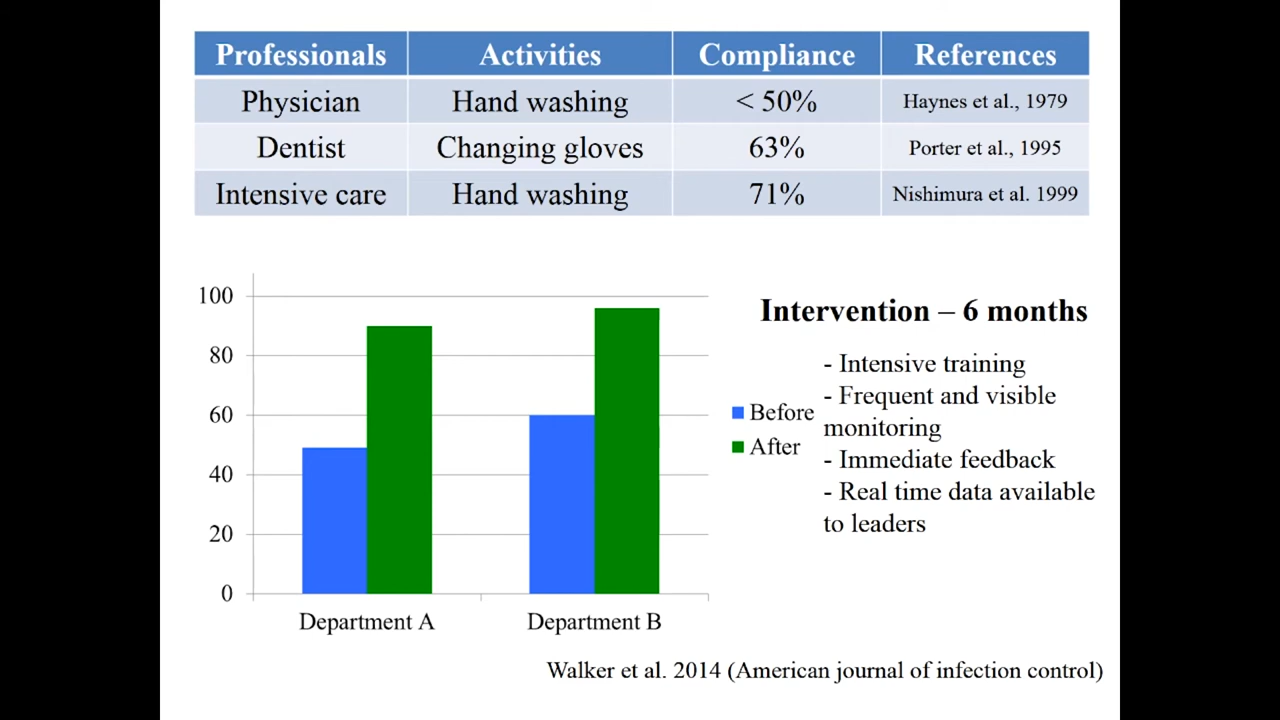 Professionals Activities Compliance References
Physician Hand washing < 50% Haynes et al., 1979
Dentist Changing gloves 63% Porter et al., 1995
Intensive care Hand washing 71% Nishimura et al. 1999
100
80
60
40
20
0
Department A Department B
Before
After
Intervention – 6 months
- Intensive training
- Frequent and visible
monitoring
- Immediate feedback
- Real time data available
to leaders
Walker et al. 2014 (American journal of infection control)